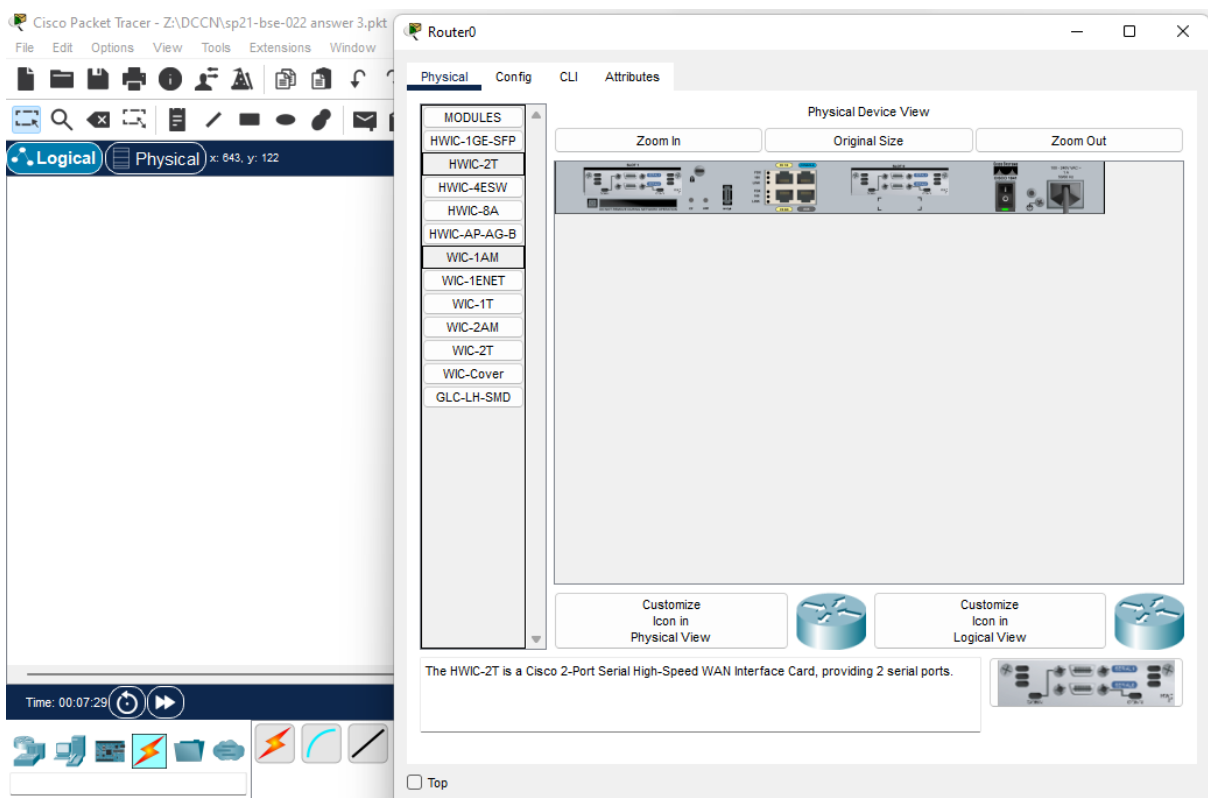 Cisco Packet Tracer - Z:\DCCN\sp21-bse-022 answer 3.pkt
File Edit Options View Tools Extensions Window
Logical
Physical
x: 643, y: 122
Time: 00:07:29
Router0
Physical Config CLI Attributes
MODULES
HWIC-1GE-SFP
HWIC-2T
HWIC-4ESW
HWIC-8A
HWIC-AP-AG-B
WIC-1AM
WIC-1ENET
WIC-1T
WIC-2AM
WIC-2T
WIC-Cover
GLC-LH-SMD
Physical Device View
Zoom In
Original Size
Zoom Out
Customize
Icon in
Physical View
Customize
Icon in
Logical View
The HWIC-2T is a Cisco 2-Port Serial High-Speed WAN Interface Card, providing 2 serial ports.
Top